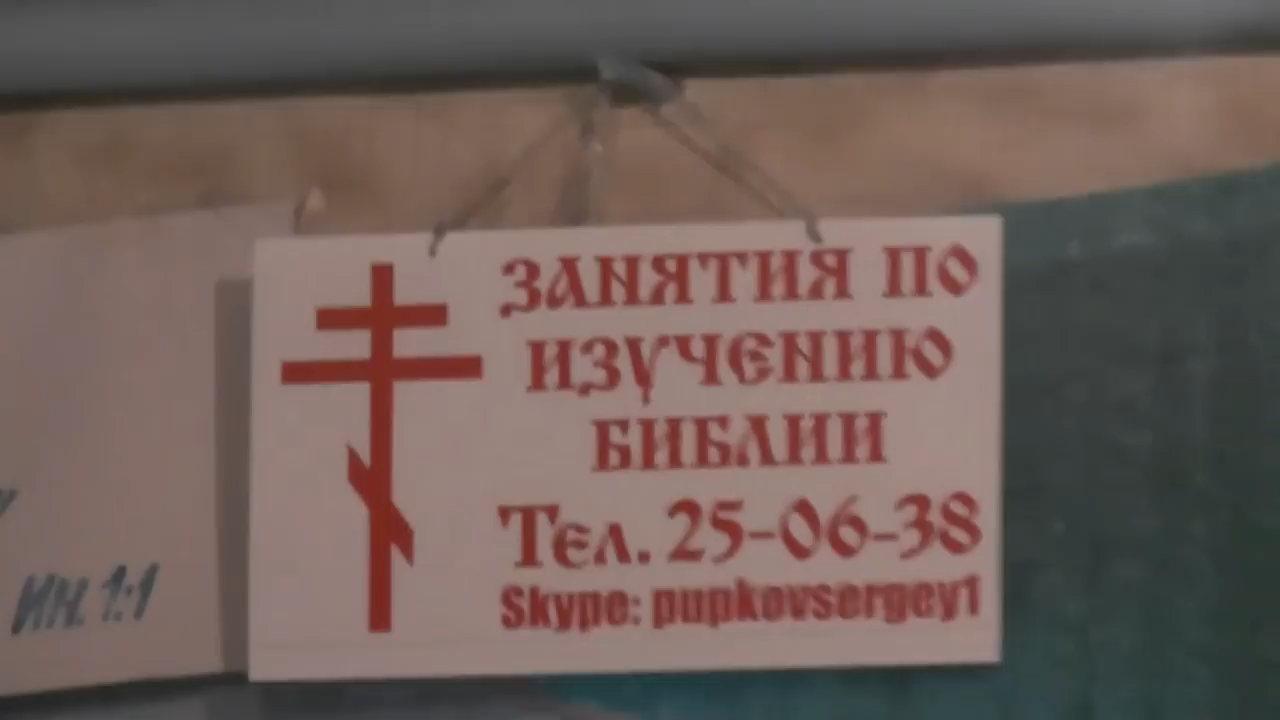 ЗАНЯТИЯ ПО
ИЗУЧЕНИЮ
БИБЛИИ
Тел. 25-06-38
Skype: pupkovsergey1
Ин. 1:1